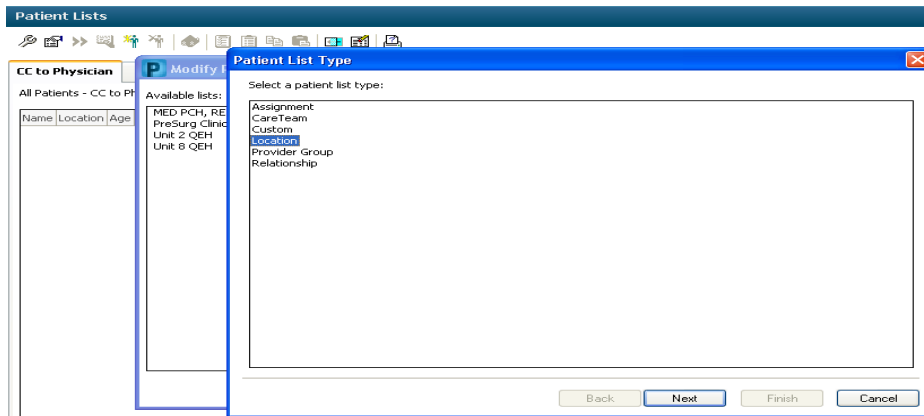 Patient Lists
CC to Physician
All Patients - CC to Ph
Name Location Age
Modify
Available lists:
MED PCH, RE
PreSurg Clinic
Unit 2 QEH
Unit 8 QEH
Patient List Type
Select a patient list type:
Assignment
CareTeam
Custom
Location
Provider Group
Relationship
Back Next Finish Cancel